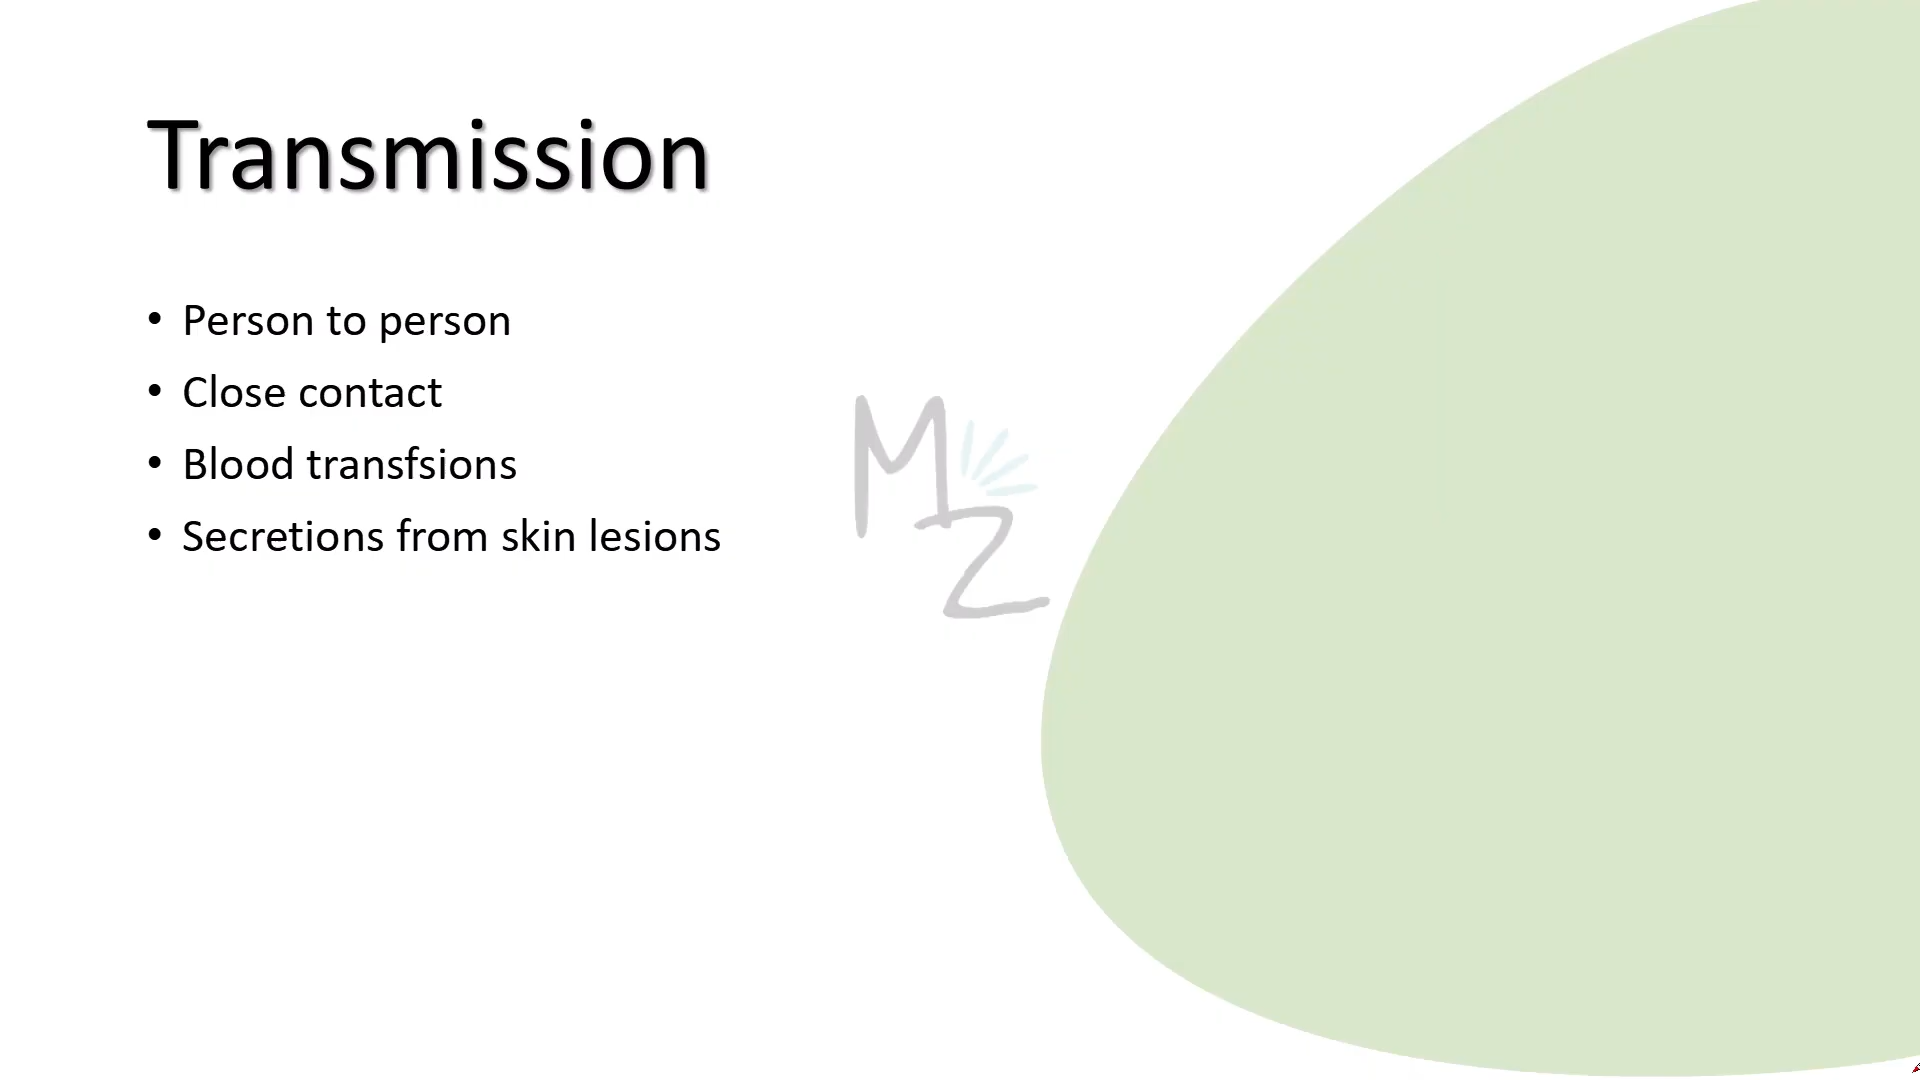 Transmission
• Person to person
• Close contact
• Blood transfsions
• Secretions from skin lesions
MZ